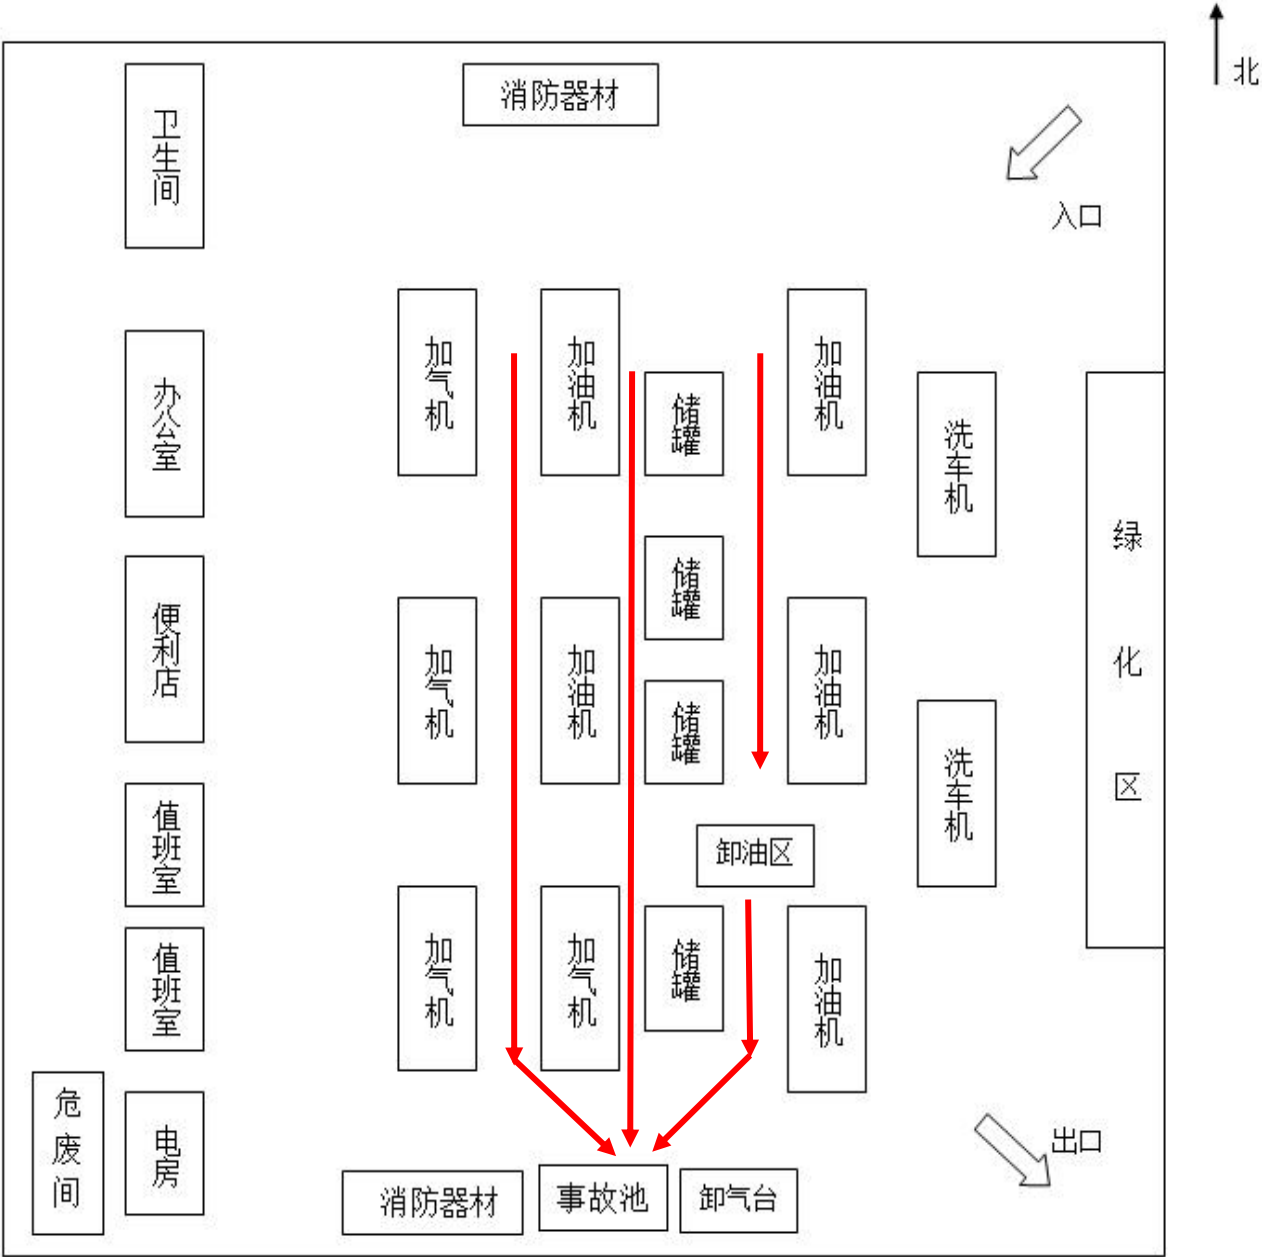 北
消防器材
卫生间
入口
加气机
加油机
加油机
办公室
储罐
洗车机
绿化区
储罐
便利店
加气机
加油机
加油机
储罐
洗车机
值班室
卸油区
加气机
加气机
储罐
加油机
值班室
危废间
电房
出口
消防器材
事故池
卸气台